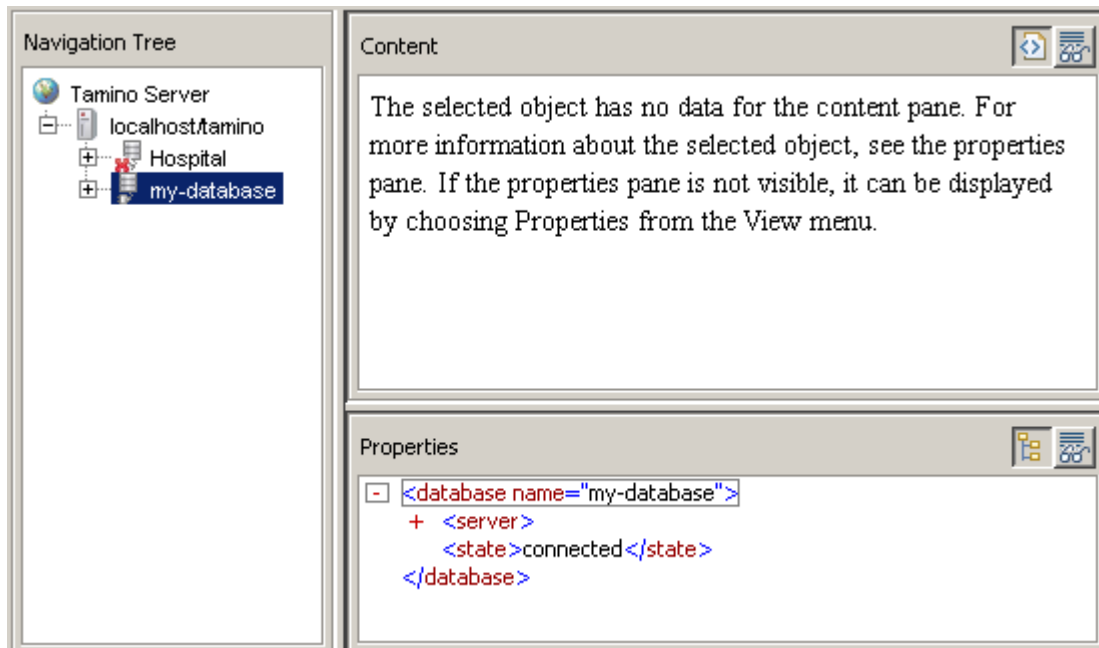 Navigation Tree
Tamino Server
localhost/tamino
Hospital
my-database
Content
The selected object has no data for the content pane. For
more information about the selected object, see the properties
pane. If the properties pane is not visible, it can be displayed
by choosing Properties from the View menu.
Properties
<database name="my-database">
+ <server>
<state>connected</state>
</database>